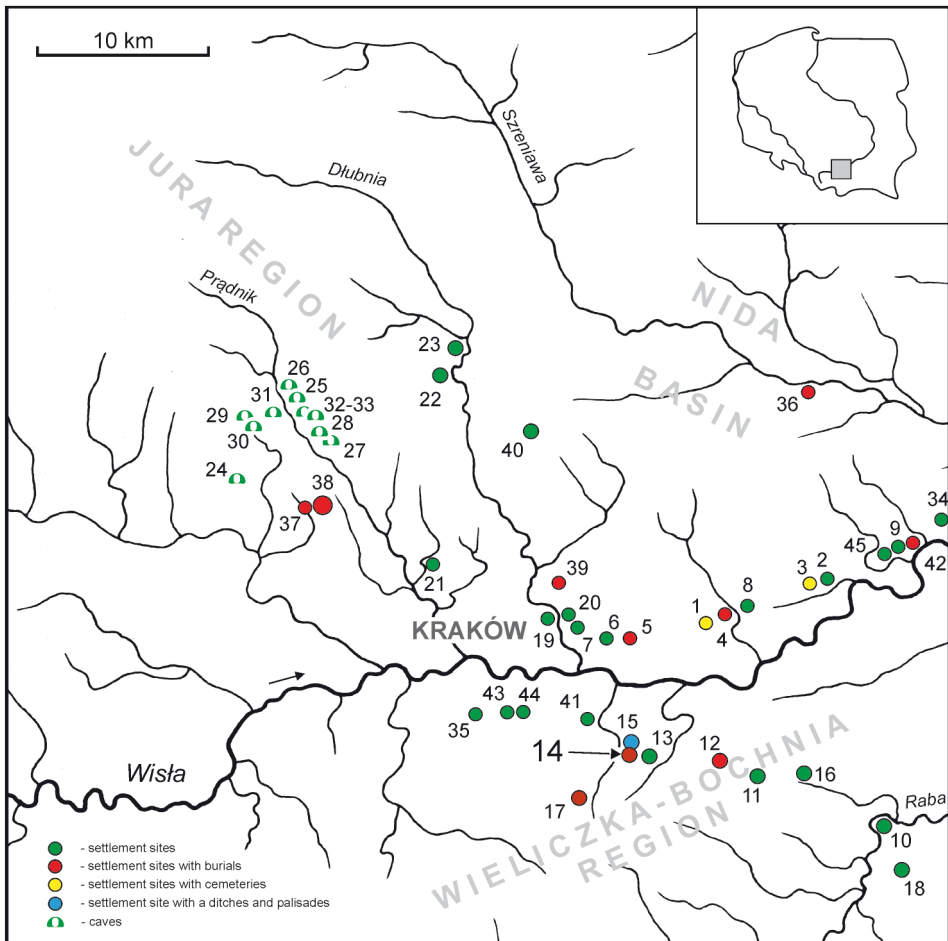 10 km
Szreniawa
JURA REGION
Dłubnia
Prądnik
NIDA
BASIN
23
22
26
25
31
32-33
29
28
30
27
24
36
40
38
37
34
9
45
42
3
2
21
39
8
20
1
KRAKÓW
19
7
6
5
4
43
44
41
35
15
13
14
12
16
11
Wisła
17
WIELICZKA-BOCHNIA
REGION
Raba
10
18
- settlement sites
- settlement sites with burials
- settlement sites with cemeteries
- settlement site with a ditches and palisades
- caves